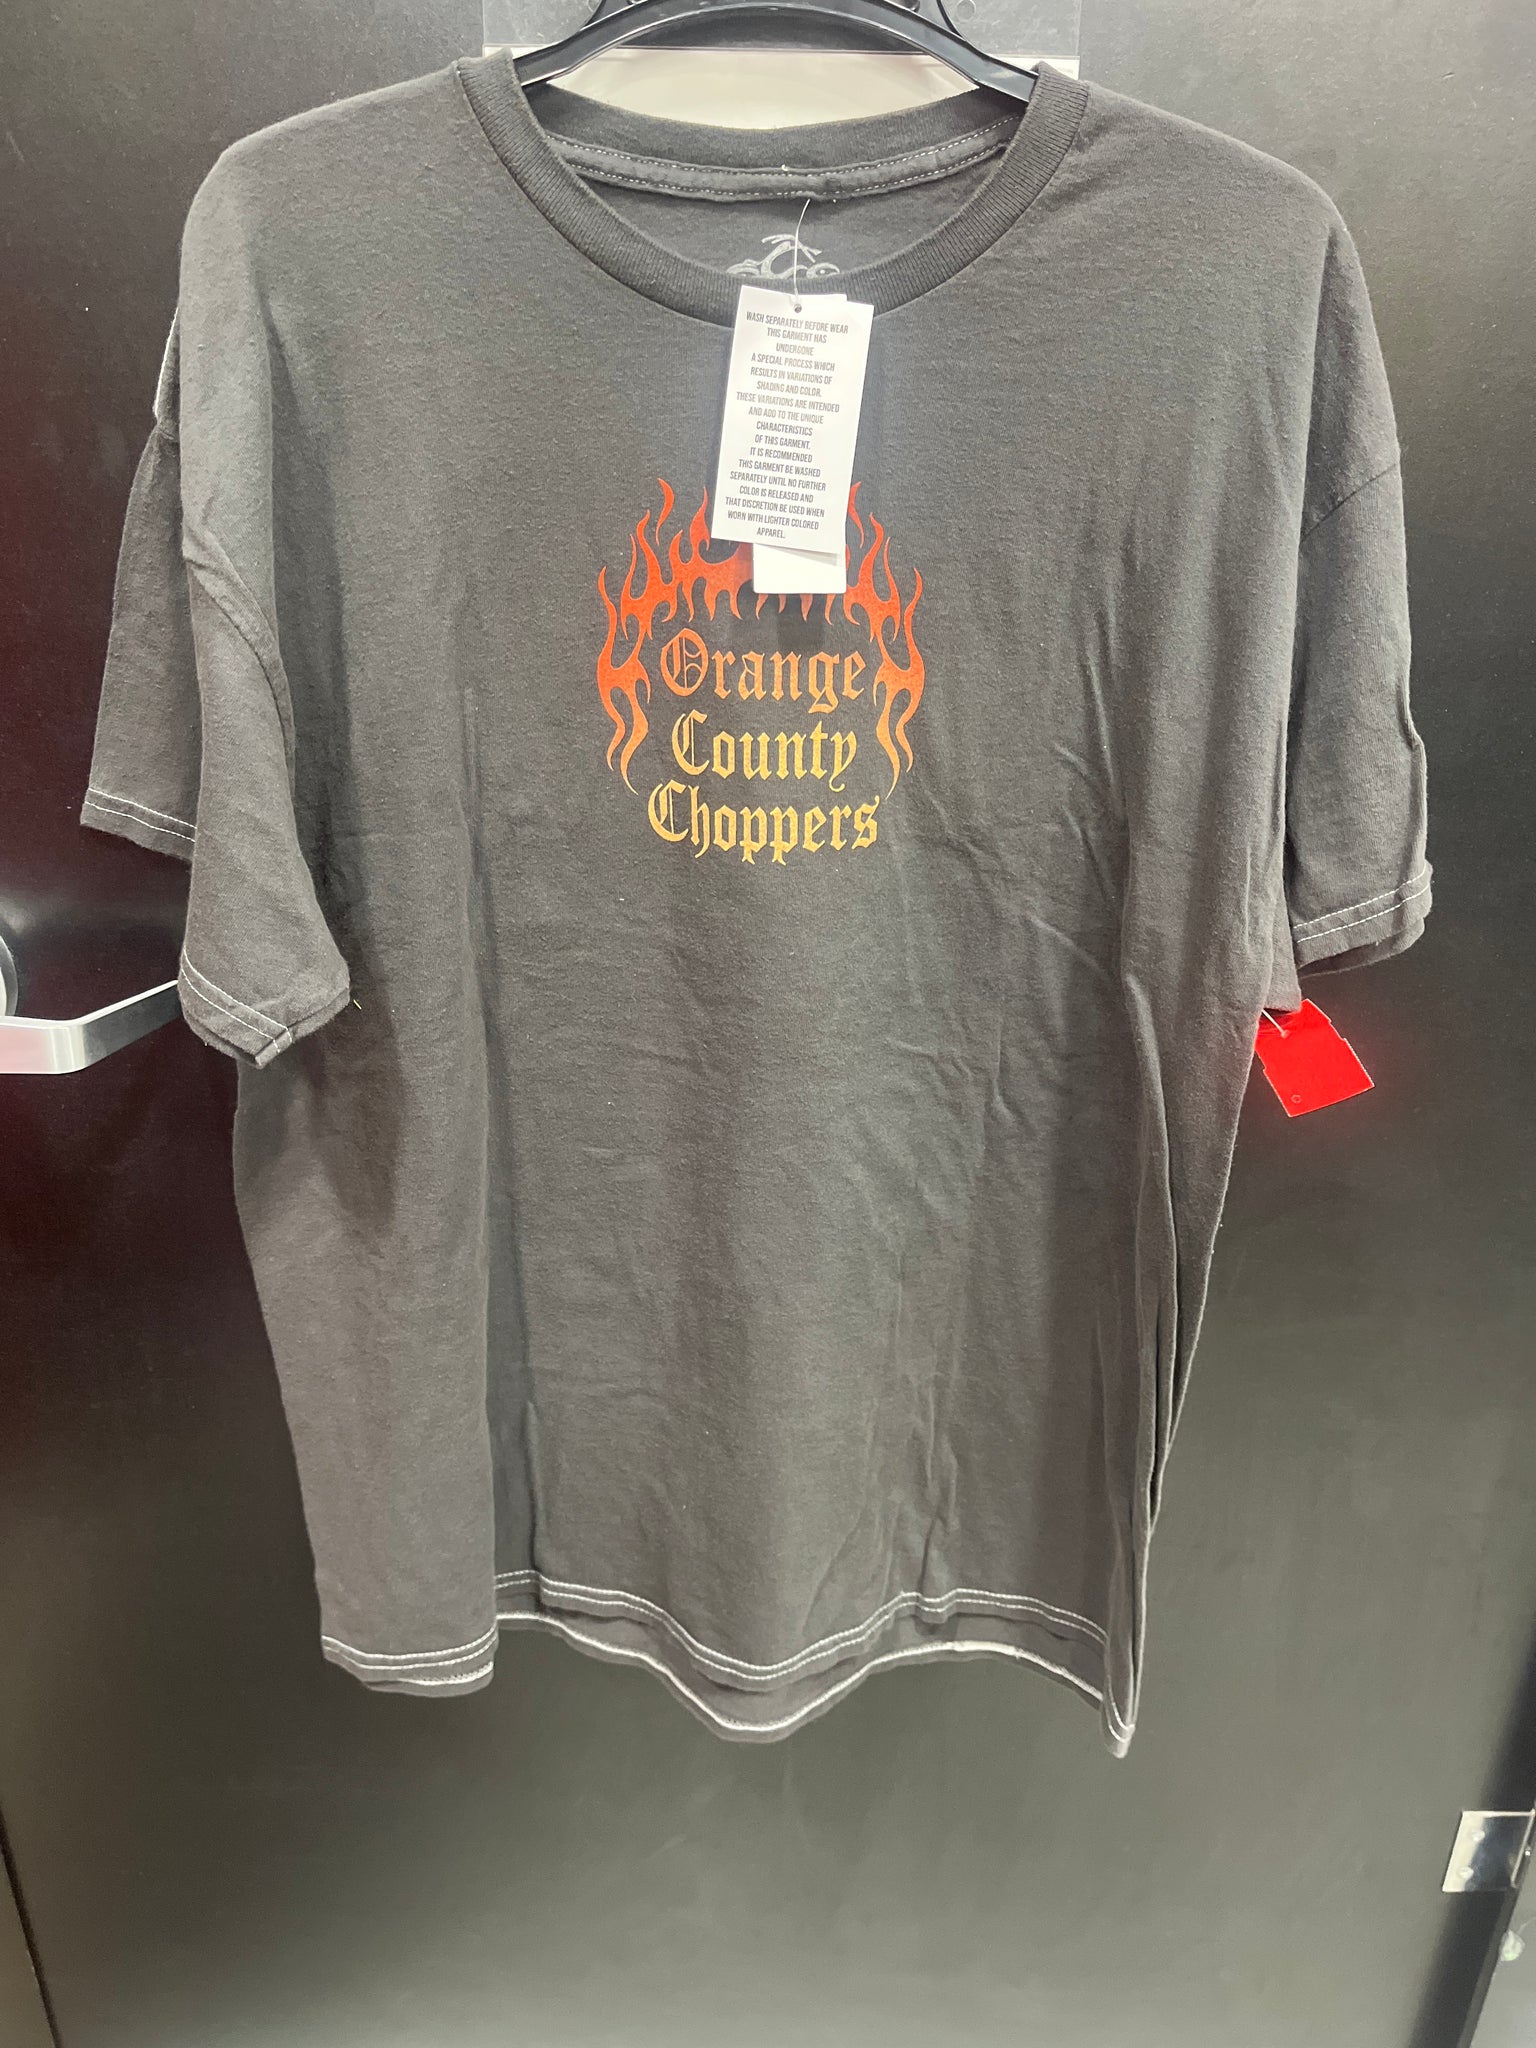 WASH SEPARATELY BEFORE WEAR
THIS GARMENT HAS
UNDERGONE
A SPECIAL PROCESS WHICH
RESULTS IN VARIATIONS OF
SHADING AND COLOR.
THESE VARIATIONS ARE INTENDED
AND ADD TO THE UNIQUE
CHARACTERISTICS
OF THIS GARMENT.
IT IS RECOMMENDED
THIS GARMENT BE WASHED
SEPARATELY UNTIL NO FURTHER
COLOR IS RELEASED AND
THAT DISCRETION BE USED WHEN
WORN WITH LIGHTER COLORED
APPAREL.
Orange
County
Choppers